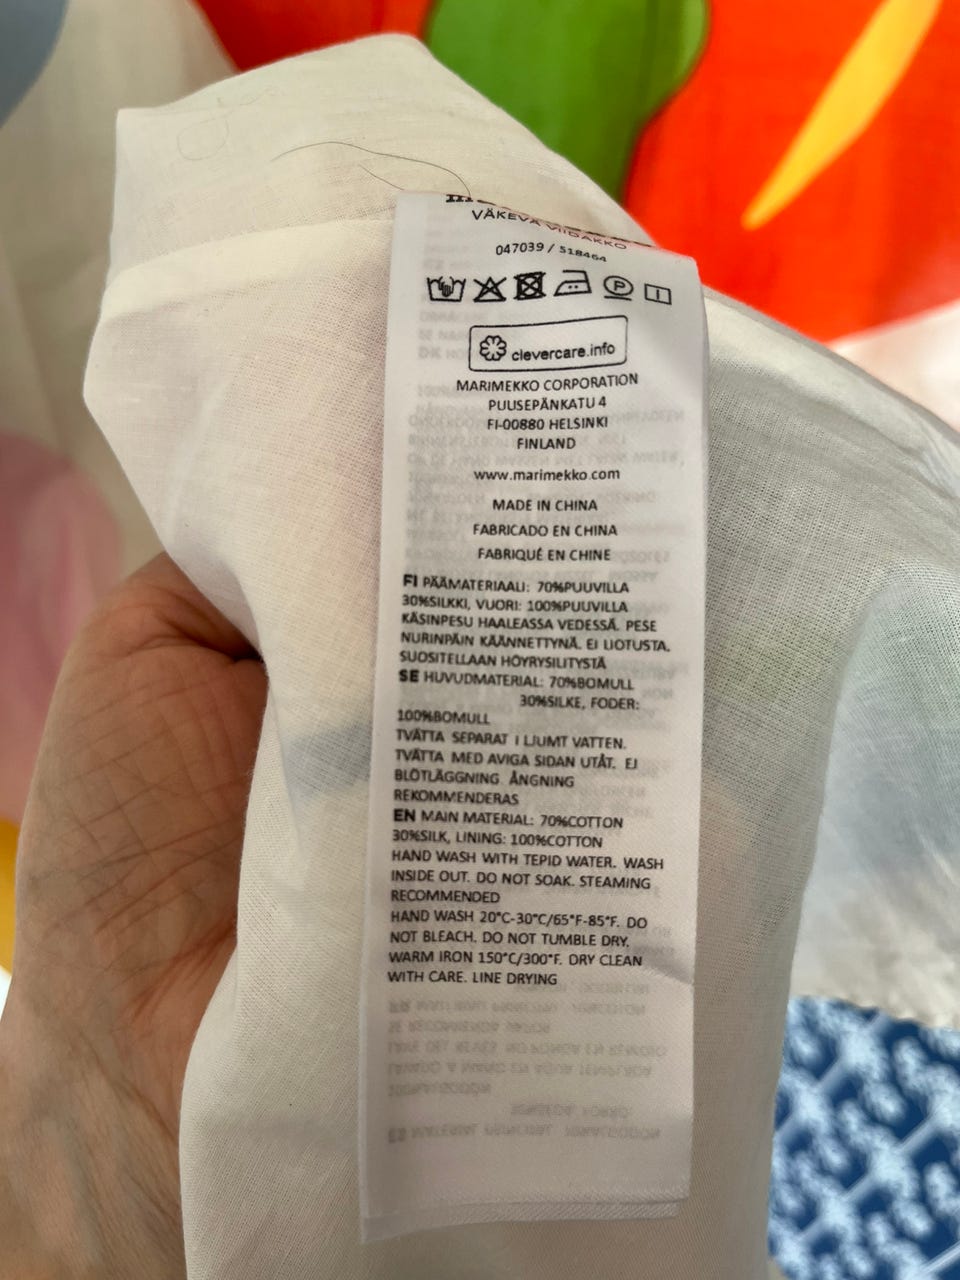 VÄKEVÄ VIIDAKKO
047039 / 518464
P
clevercare.info
MARIMEKKO CORPORATION
PUUSEPÄNKATU 4
FI-00880 HELSINKI
FINLAND
www.marimekko.com
MADE IN CHINA
FABRICADO EN CHINA
FABRIQUÉ EN CHINE
FI PÄÄMATERIAALI: 70%PUUVILLA
30%SILKKI, VUORI: 100%PUUVILLA
KÄSINPESU HAALEASSA VEDESSÄ. PESE
NURINPÄIN KÄÄNNETTYNÄ. EI LIOTUSTA.
SUOSITELLAAN HÖYRYSILITYSTÄ
SE HUVUDMATERIAL: 70%BOMULL
30%SILKE, FODER:
100%BOMULL
TVÄTTA SEPARAT I LJUMT VATTEN.
TVÄTTA MED AVIGA SIDAN UTÅT. EJ
BLÖTLÄGGNING ÅNGNING
REKOMMENDERAS
EN MAIN MATERIAL: 70%COTTON
30%SILK, LINING: 100%COTTON
HAND WASH WITH TEPID WATER. WASH
INSIDE OUT. DO NOT SOAK. STEAMING
RECOMMENDED
HAND WASH 20°C-30°C/65°F-85°F. DO
NOT BLEACH. DO NOT TUMBLE DRY.
WARM IRON 150°C/300°F. DRY CLEAN
WITH CARE. LINE DRYING